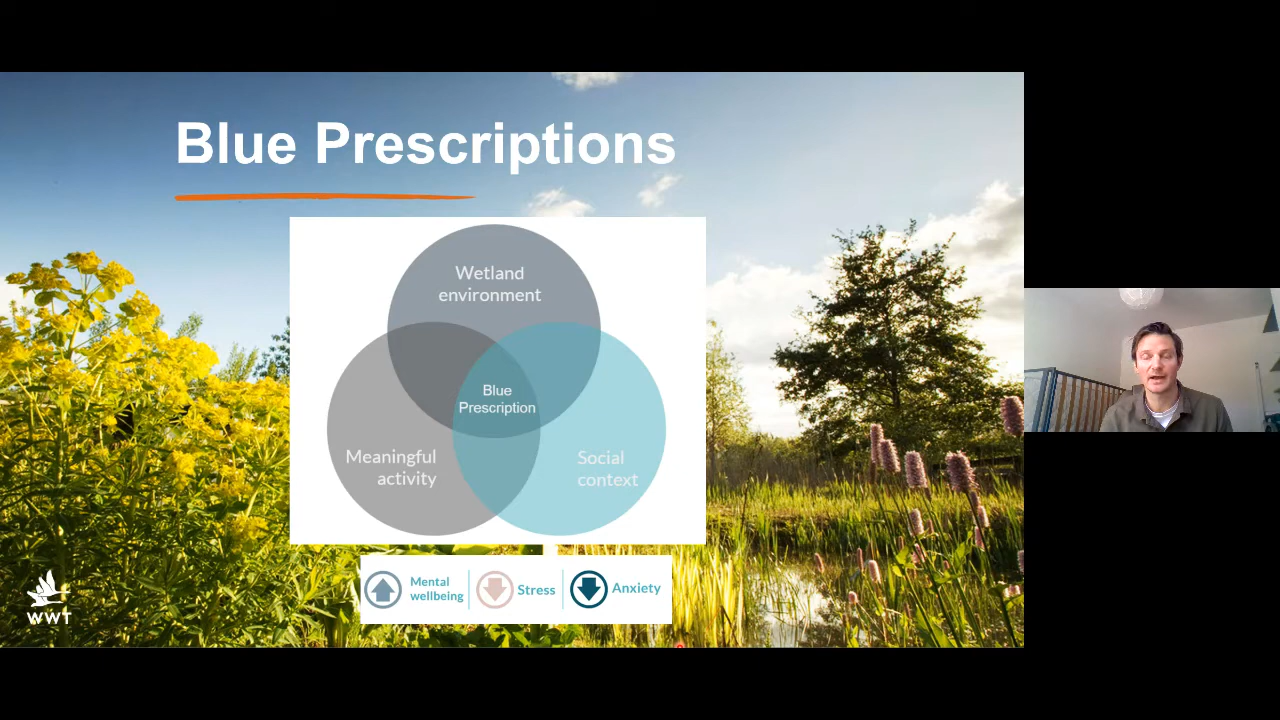 Blue Prescriptions
Wetland
environment
Blue
Prescription
Meaningful
activity
Social
context
Mental
wellbeing
Stress
Anxiety
WWT